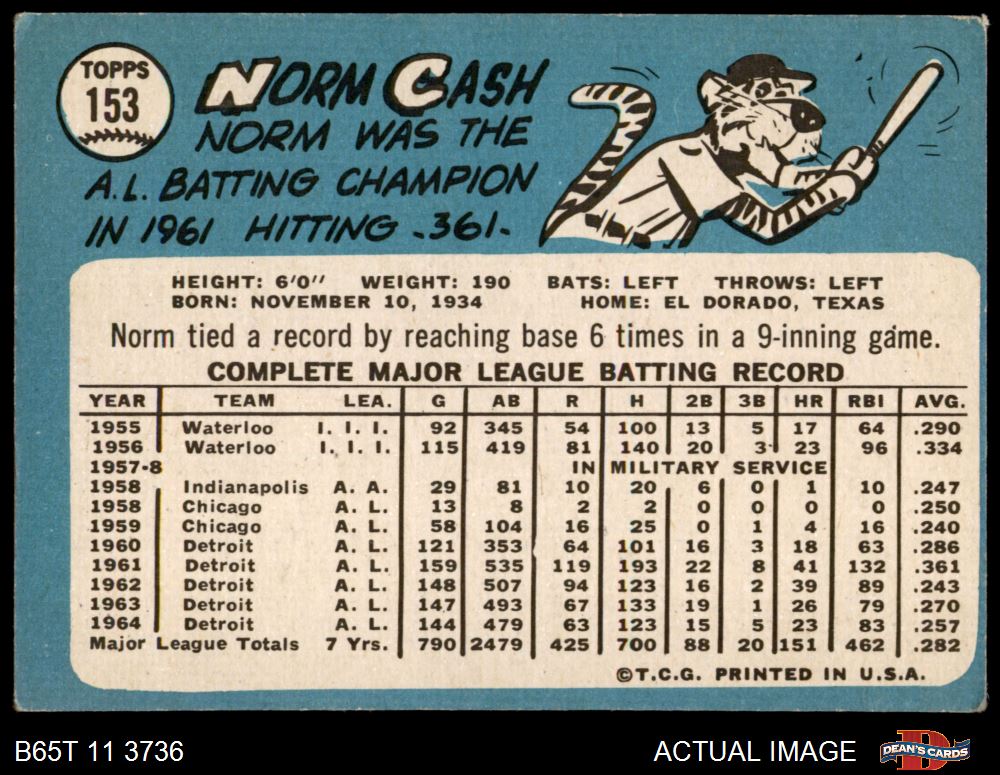 TOPPS
153
NORM CASH
NORM WAS THE
A.L. BATTING CHAMPION
IN 1961 HITTING .361.
HEIGHT: 6'0" WEIGHT: 190 BATS: LEFT THROWS: LEFT
BORN: NOVEMBER 10, 1934 HOME: EL DORADO, TEXAS
Norm tied a record by reaching base 6 times in a 9-inning game.
COMPLETE MAJOR LEAGUE BATTING RECORD
YEAR TEAM LEA. G AB R H 2B 3B HR RBI AVG.
1955 Waterloo I. I. I. 92 345 54 100 13 5 17 64 .290
1956 Waterloo I. I. I. 115 419 81 140 20 3 23 96 .334
1957-8 IN MILITARY SERVICE
1958 Indianapolis A. A. 29 81 10 20 6 0 1 10 .247
1958 Chicago A. L. 13 8 2 2 0 0 0 0 .250
1959 Chicago A. L. 58 104 16 25 0 1 4 16 .240
1960 Detroit A. L. 121 353 64 101 16 3 18 63 .286
1961 Detroit A. L. 159 535 119 193 22 8 41 132 .361
1962 Detroit A. L. 148 507 94 123 16 2 39 89 .243
1963 Detroit A. L. 147 493 67 133 19 1 26 79 .270
1964 Detroit A. L. 144 479 63 123 15 5 23 83 .257
Major League Totals 7 Yrs. 790 2479 425 700 88 20 151 462 .282
©T.C.G. PRINTED IN U.S.A.
B65T 11 3736 ACTUAL IMAGE
D
DEAN'S CARDS